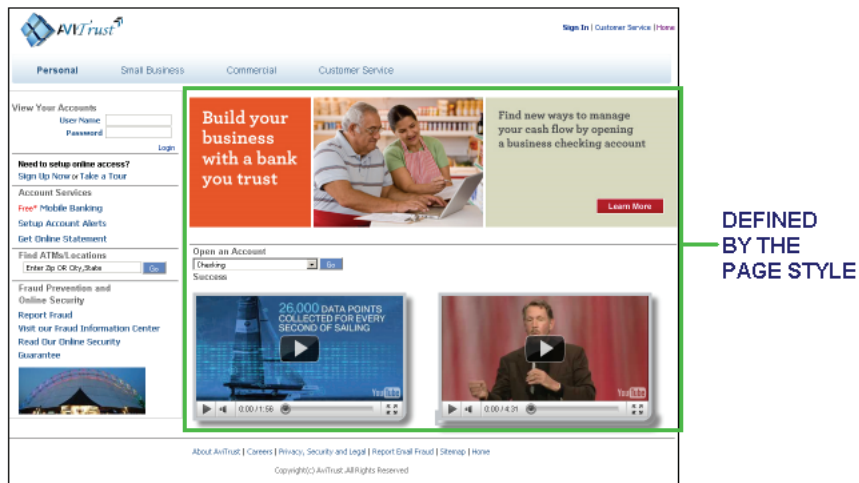 AviTrust
Sign In | Customer Service | Home
Personal Small Business Commercial Customer Service
View Your Accounts
User Name
Password
Login
Need to setup online access?
Sign Up Now or Take a Tour
Account Services
Free* Mobile Banking
Setup Account Alerts
Get Online Statement
Find ATMs/Locations
Enter Zip OR City,State Go
Fraud Prevention and
Online Security
Report Fraud
Visit our Fraud Information Center
Read Our Online Security
Guarantee
Build your
business
with a bank
you trust
Find new ways to manage
your cash flow by opening
a business checking account
Learn More
Open an Account
Checking Go
Success
26,000 DATA POINTS
COLLECTED FOR EVERY
SECOND OF SAILING
YouTube
0:00 / 1:56
YouTube
0:00 / 4:31
DEFINED
BY THE
PAGE STYLE
About AviTrust | Careers | Privacy, Security and Legal | Report Email Fraud | Sitemap | Home
Copyright(c) AviTrust .All Rights Reserved